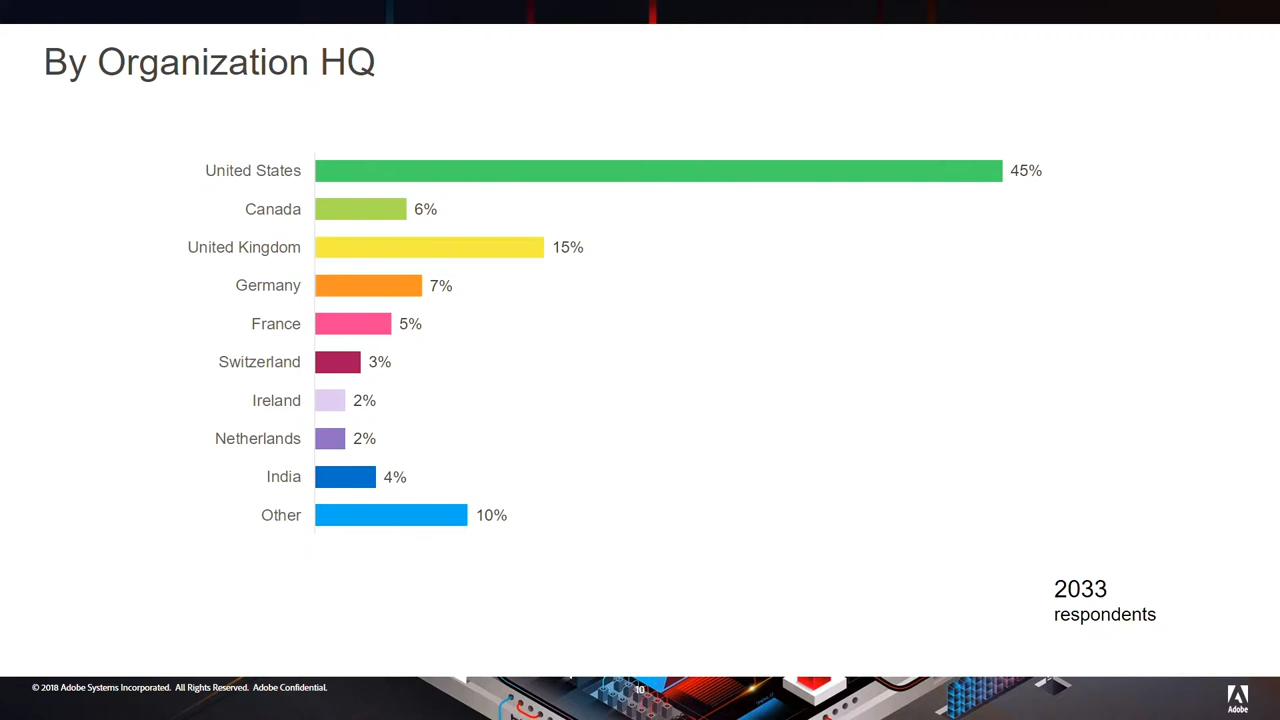 By Organization HQ
United States 45%
Canada 6%
United Kingdom 15%
Germany 7%
France 5%
Switzerland 3%
Ireland 2%
Netherlands 2%
India 4%
Other 10%
2033
respondents
© 2018 Adobe Systems Incorporated. All Rights Reserved. Adobe Confidential.
10
Adobe